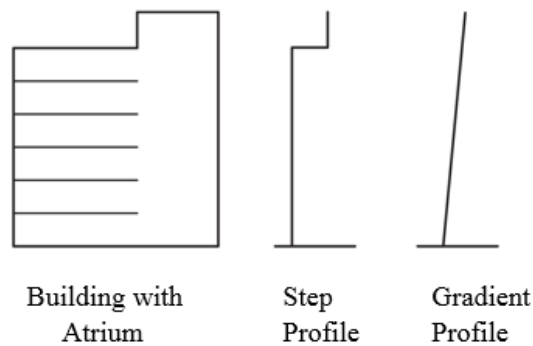 Building with
Atrium
Step
Profile
Gradient
Profile